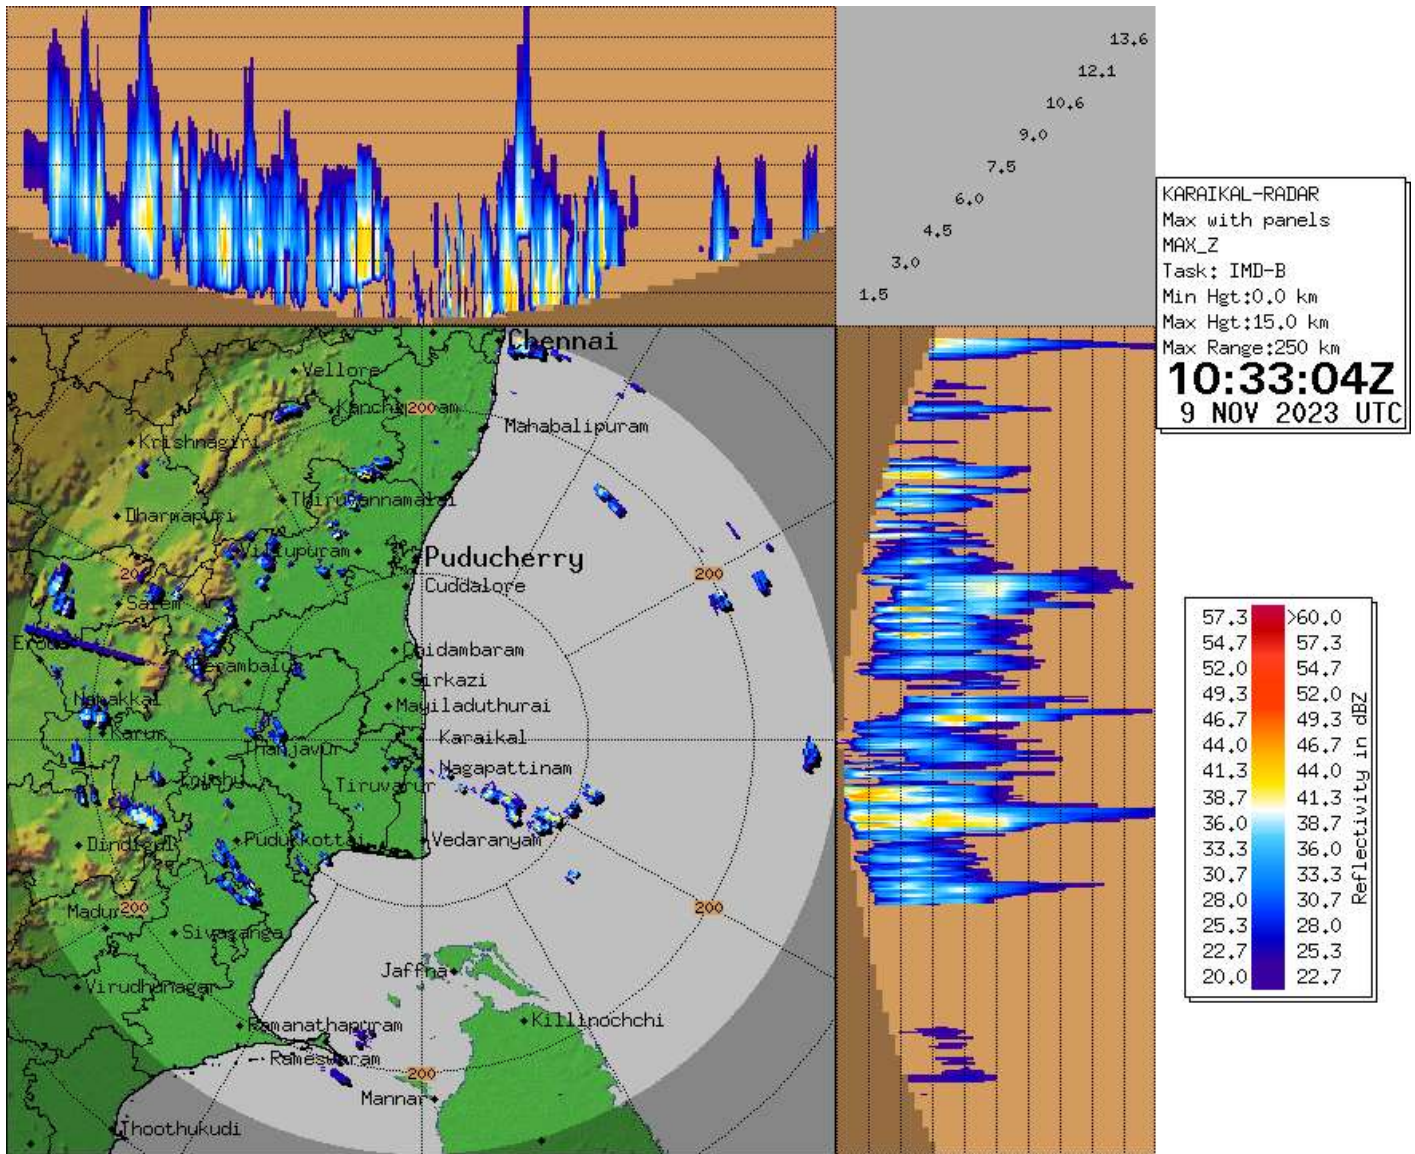 13.6
12.1
10.6
9.0
7.5
6.0
4.5
3.0
1.5
KARAIKAL-RADAR
Max with panels
MAX_Z
Task: IMD-B
Min Hgt:0.0 km
Max Hgt:15.0 km
Max Range:250 km
10:33:04Z
9 NOV 2023 UTC
Chennai
Vellore
200
Mahabalipuram
Krishnagiri
Thiruvannamalai
Dharmapuri
Villupuram
Puducherry
200
200
Cuddalore
Salem
Chidambaram
Perambalur
Sirkazi
Namakkal
Mayiladuthurai
Karur
Karaikal
Thanjavur
Nagapattinam
Tiruvarur
Dindigul
Pudukkottai
Vedaranyam
200
200
Sivaganga
Jaffna
Virudhunagar
Ramanathapuram
Killinochchi
Rameswaram
200
Mannar
Thoothukudi
57.3 >60.0
54.7 57.3
52.0 54.7
49.3 52.0
46.7 49.3
44.0 46.7
41.3 44.0
38.7 41.3
36.0 38.7
33.3 36.0
30.7 33.3
28.0 30.7
25.3 28.0
22.7 25.3
20.0 22.7
Reflectivity in dBZ